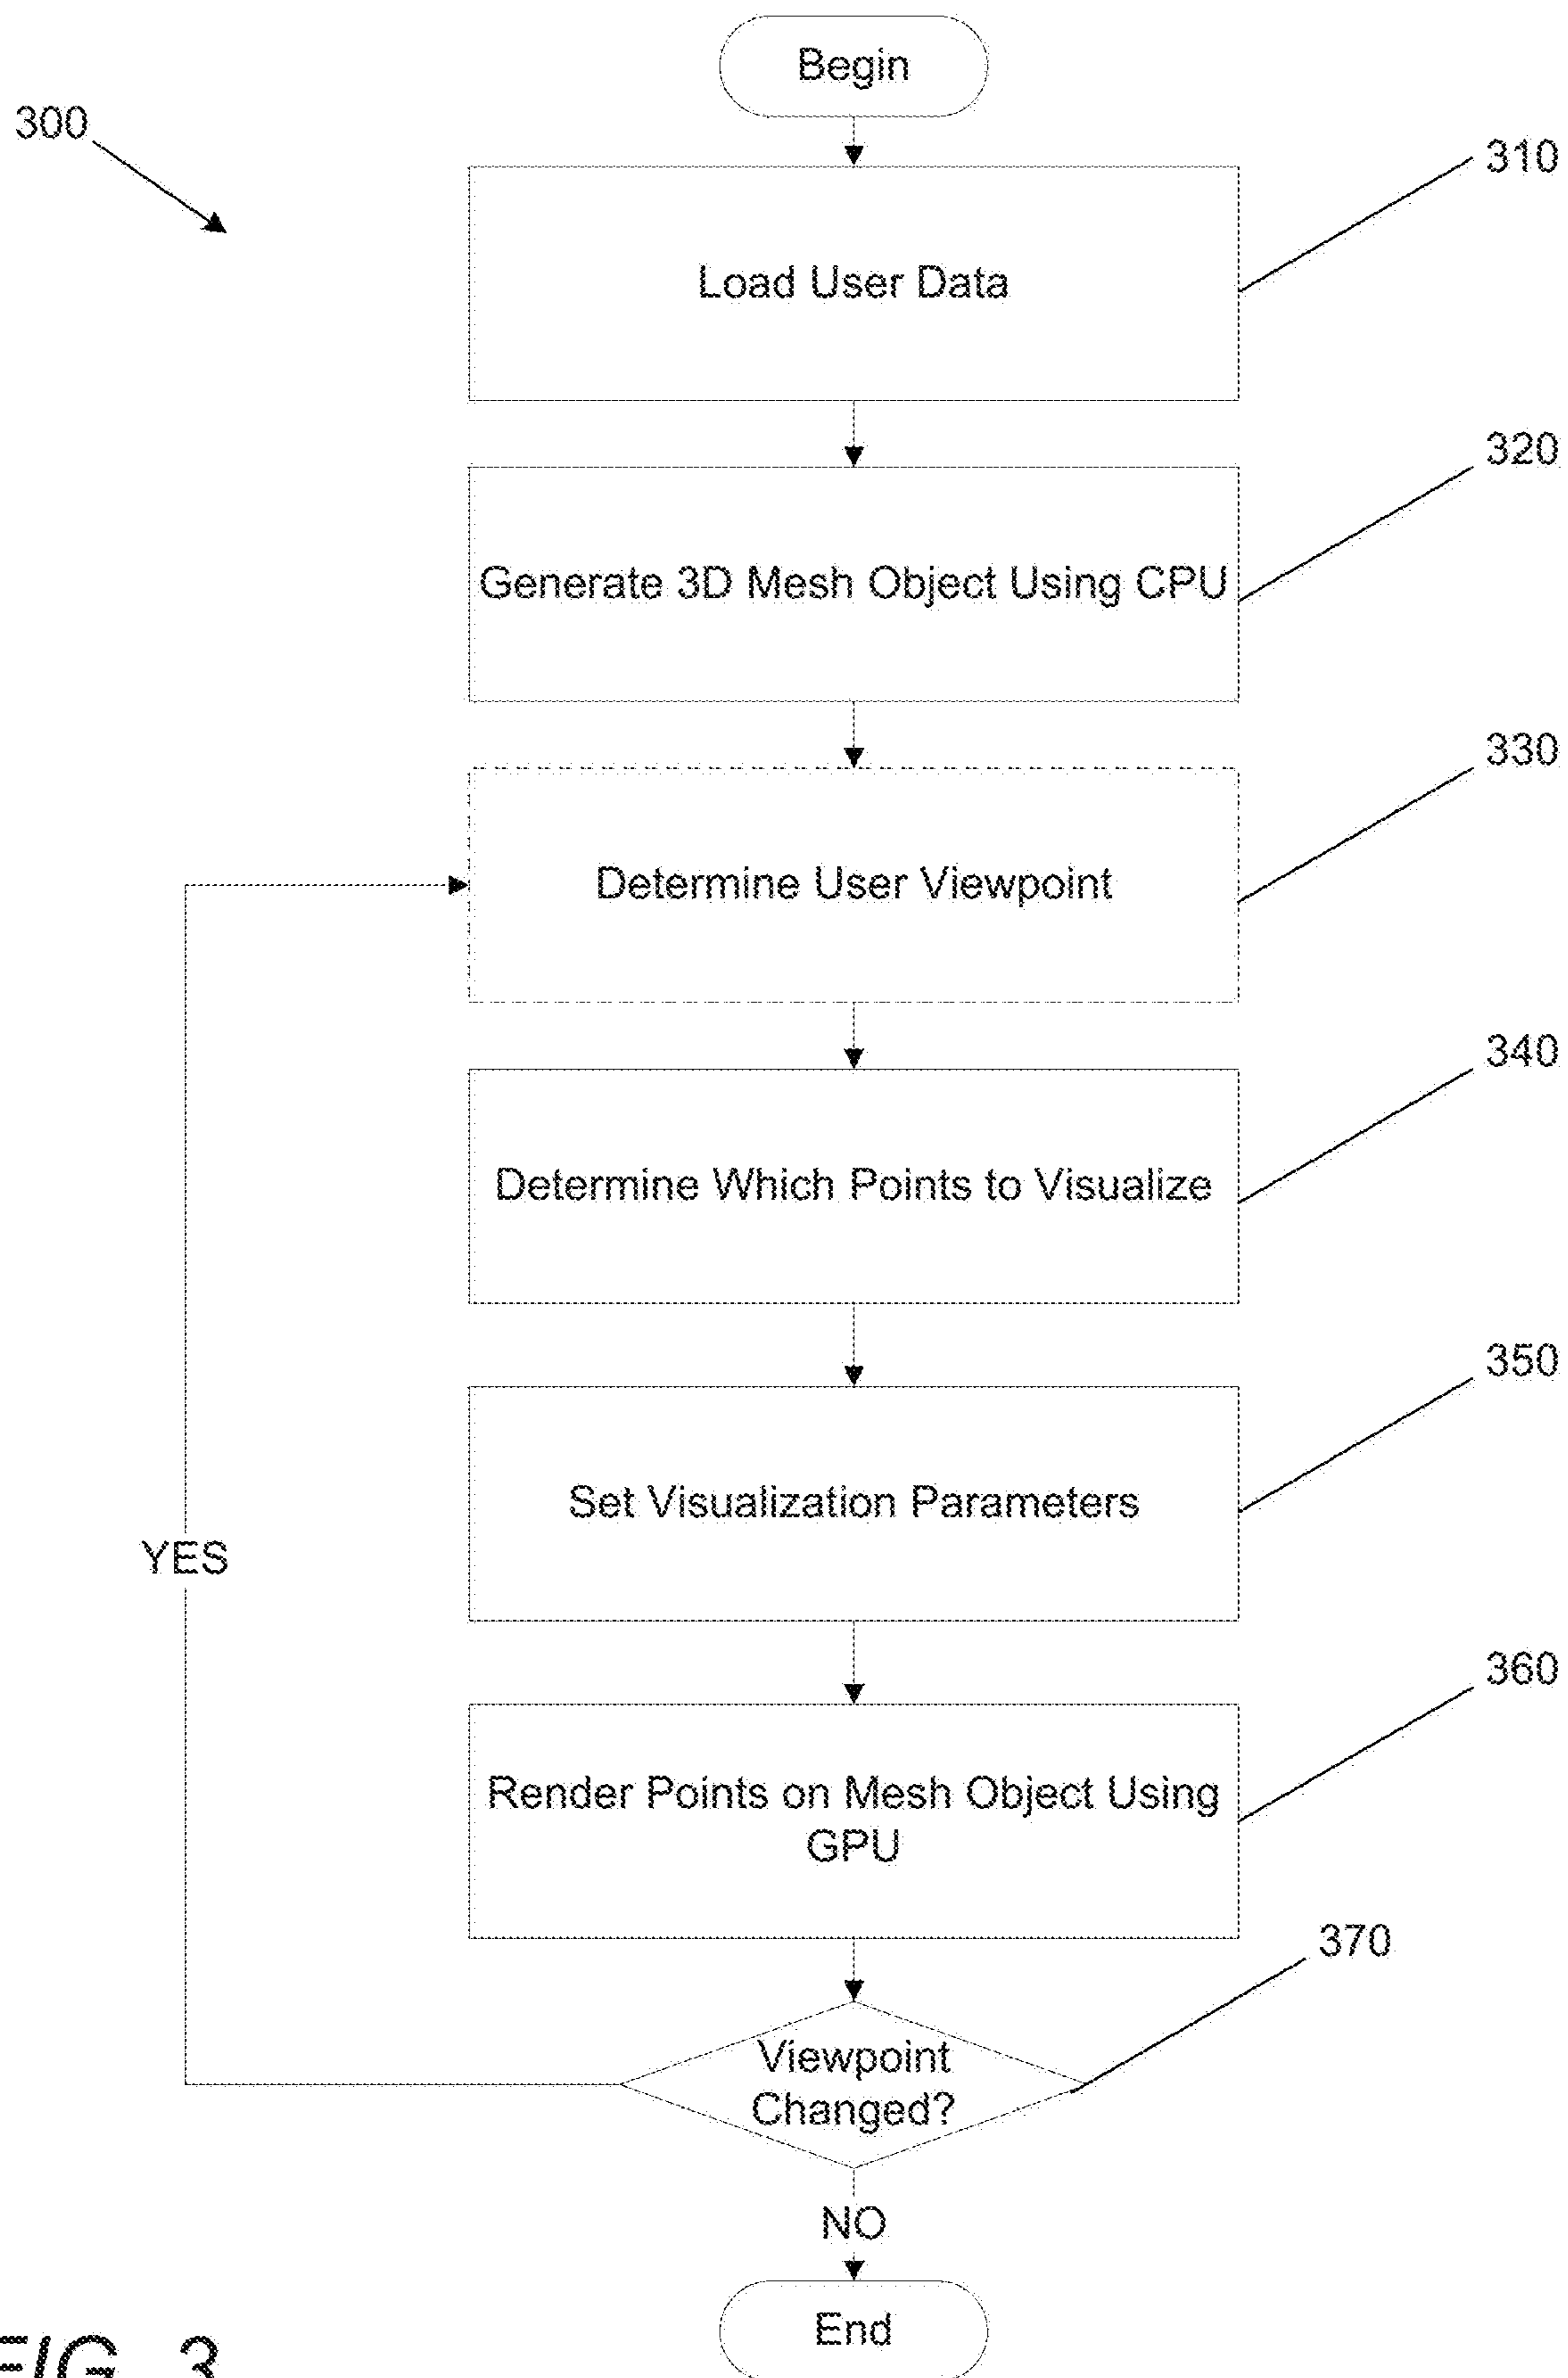 Begin
300
310
Load User Data
320
Generate 3D Mesh Object Using CPU
330
Determine User Viewpoint
340
Determine Which Points to Visualize
350
Set Visualization Parameters
YES
360
Render Points on Mesh Object Using
GPU
370
Viewpoint
Changed?
NO
End
FIG. 3